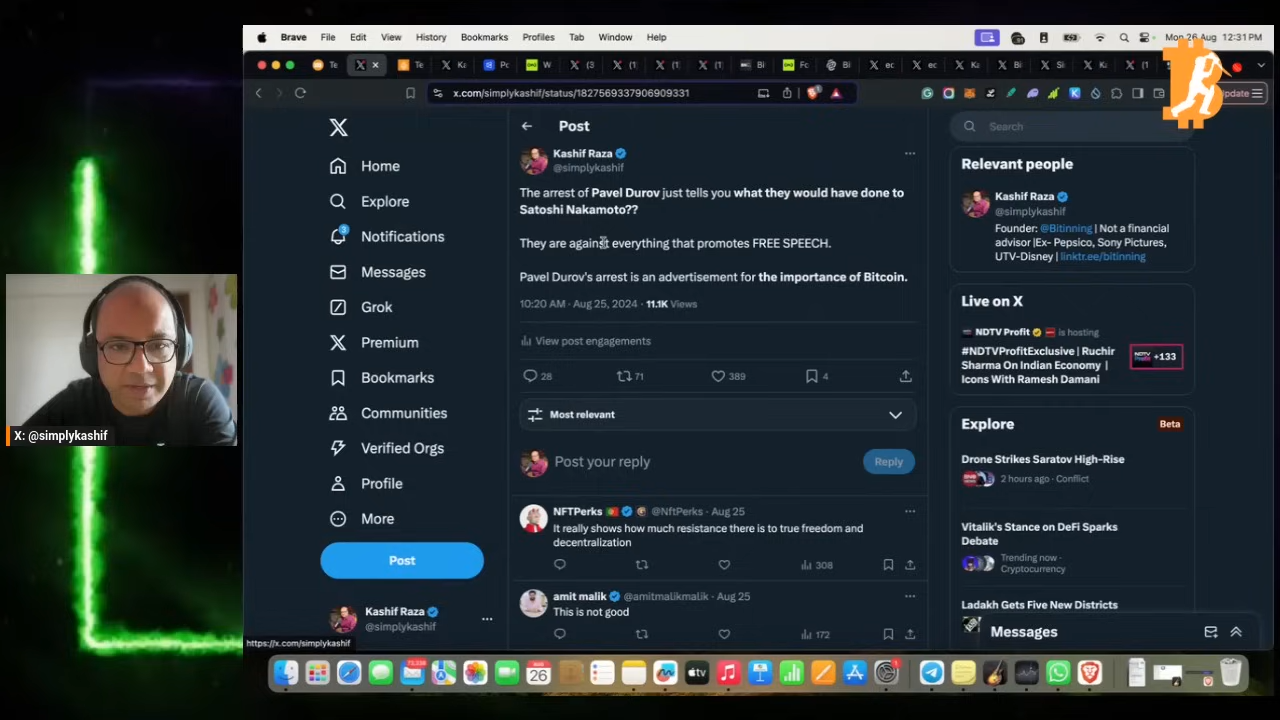 Brave File Edit View History Bookmarks Profiles Tab Window Help
Mon 26 Aug 12:31 PM
x.com/simplykashif/status/1827569337906909331
Update
Home
Explore
Notifications
3
Messages
Grok
Premium
Bookmarks
Communities
Verified Orgs
Profile
More
Post
Kashif Raza
@simplykashif
https://x.com/simplykashif
Post
Kashif Raza
@simplykashif
The arrest of Pavel Durov just tells you what they would have done to
Satoshi Nakamoto??
They are against everything that promotes FREE SPEECH.
Pavel Durov's arrest is an advertisement for the importance of Bitcoin.
10:20 AM · Aug 25, 2024 · 11.1K Views
View post engagements
28 71 389 4
Most relevant
Post your reply
Reply
NFTPerks @NftPerks · Aug 25
It really shows how much resistance there is to true freedom and
decentralization
308
amit malik @amitmalikmalik · Aug 25
This is not good
172
Search
Relevant people
Kashif Raza
@simplykashif
Founder: @Bitinning | Not a financial
advisor |Ex- Pepsico, Sony Pictures,
UTV-Disney | linktr.ee/bitinning
Live on X
NDTV Profit is hosting
#NDTVProfitExclusive | Ruchir
Sharma On Indian Economy |
Icons With Ramesh Damani
+133
Explore
Beta
Drone Strikes Saratov High-Rise
2 hours ago · Conflict
Vitalik's Stance on DeFi Sparks
Debate
Trending now ·
Cryptocurrency
Ladakh Gets Five New Districts
Messages
X: @simplykashif
26